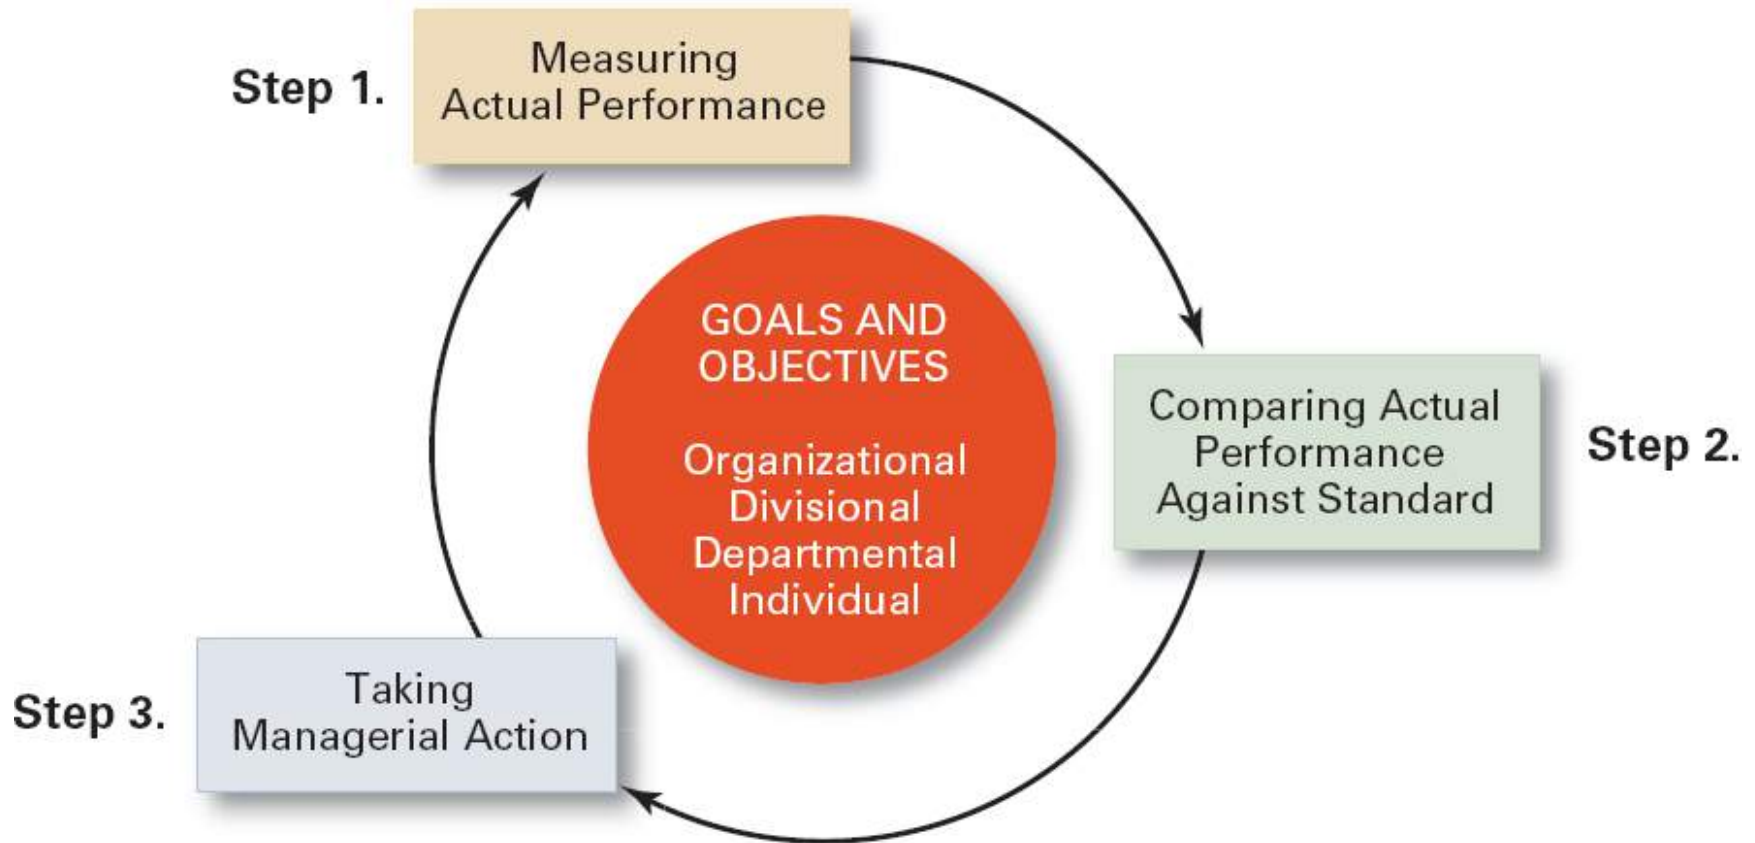 Step 1.
Measuring
Actual Performance
GOALS AND
OBJECTIVES
Organizational
Divisional
Departmental
Individual
Comparing Actual
Performance
Against Standard
Step 2.
Step 3.
Taking
Managerial Action